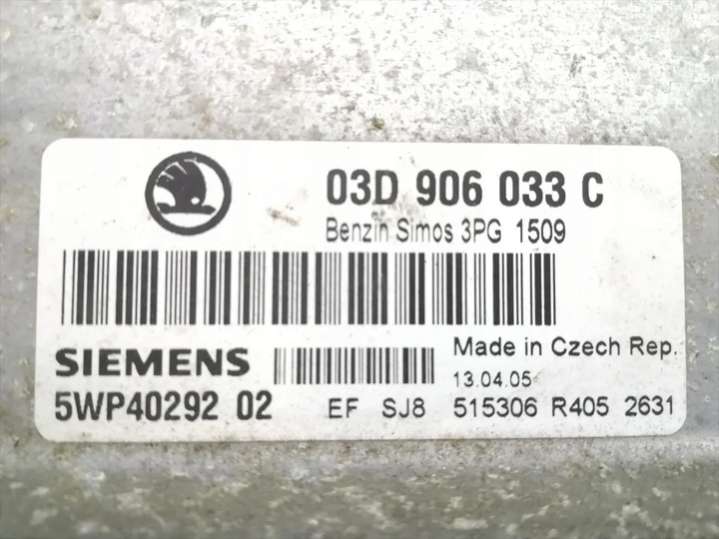 03D 906 033 C
Benzin Simos 3PG 1509
SIEMENS
Made in Czech Rep.
13.04.05
5WP40292 02
EF SJ8 515306 R405 2631